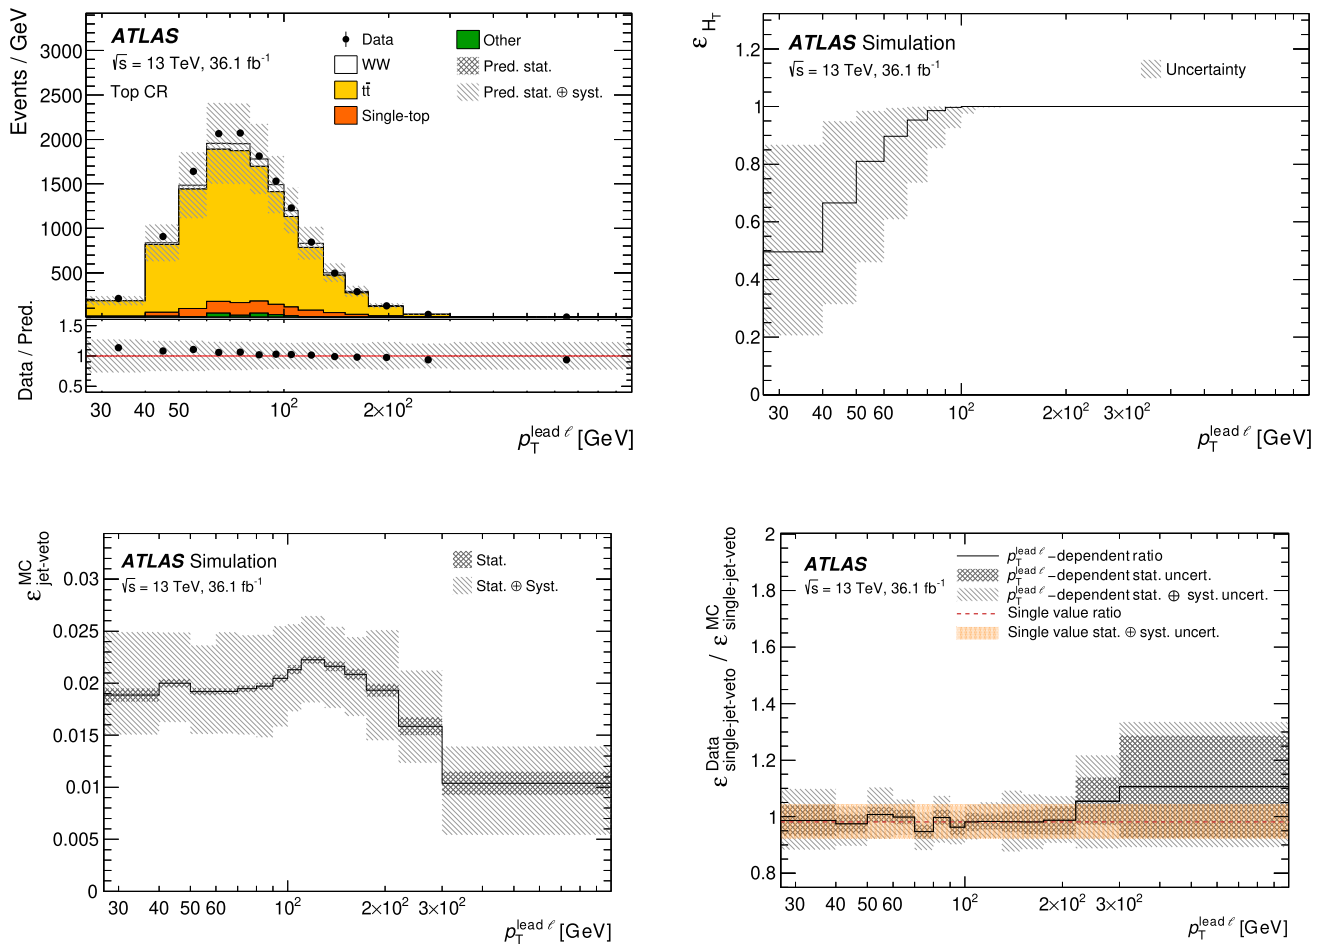 Events / GeV
3000
2500
2000
1500
1000
500
ATLAS
√s = 13 TeV, 36.1 fb⁻¹
Top CR
Data
WW
tt̄
Single-top
Other
Pred. stat.
Pred. stat. ⊕ syst.
Data / Pred.
1.5
1
0.5
30 40 50 10² 2×10²
p_T^{lead ℓ} [GeV]
ε_{H_T}
1.2
1
0.8
0.6
0.4
0.2
0
ATLAS Simulation
√s = 13 TeV, 36.1 fb⁻¹
Uncertainty
30 40 50 60 10² 2×10² 3×10²
p_T^{lead ℓ} [GeV]
ε^{MC}_{jet-veto}
0.03
0.025
0.02
0.015
0.01
0.005
0
ATLAS Simulation
√s = 13 TeV, 36.1 fb⁻¹
Stat.
Stat. ⊕ Syst.
30 40 50 60 10² 2×10² 3×10²
p_T^{lead ℓ} [GeV]
ε^{Data}_{single-jet-veto} / ε^{MC}_{single-jet-veto}
2
1.8
1.6
1.4
1.2
1
0.8
ATLAS
√s = 13 TeV, 36.1 fb⁻¹
p_T^{lead ℓ} –dependent ratio
p_T^{lead ℓ} –dependent stat. uncert.
p_T^{lead ℓ} –dependent stat. ⊕ syst. uncert.
Single value ratio
Single value stat. ⊕ syst. uncert.
30 40 50 60 10² 2×10² 3×10²
p_T^{lead ℓ} [GeV]